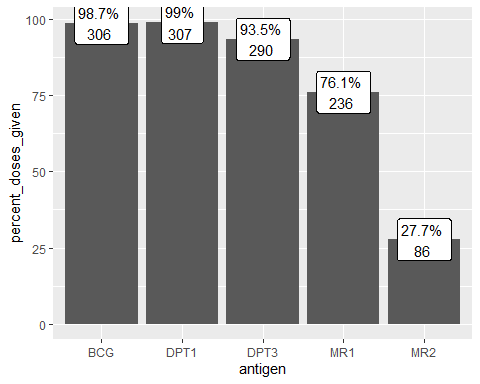 percent_doses_given
100
75
50
25
0
98.7%
306
99%
307
93.5%
290
76.1%
236
27.7%
86
BCG
DPT1
DPT3
MR1
MR2
antigen